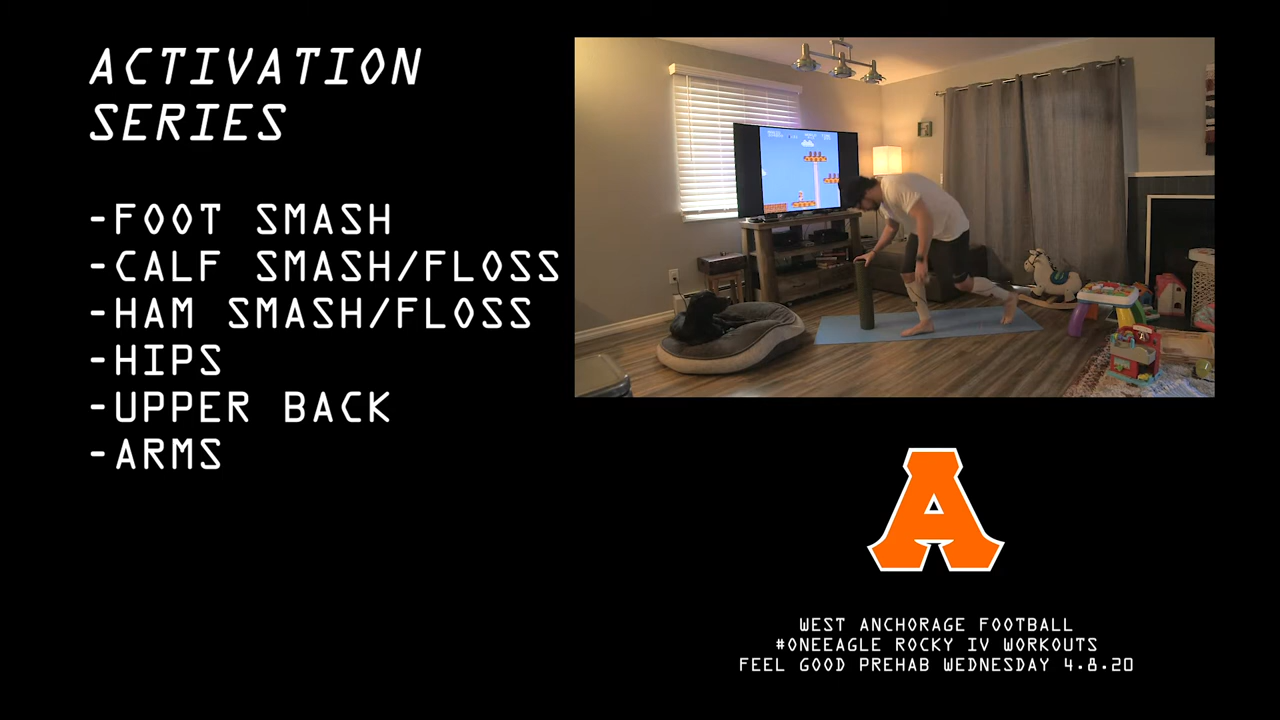 ACTIVATION
SERIES
-FOOT SMASH
-CALF SMASH/FLOSS
-HAM SMASH/FLOSS
-HIPS
-UPPER BACK
-ARMS
A
WEST ANCHORAGE FOOTBALL
#ONEEAGLE ROCKY IV WORKOUTS
FEEL GOOD PREHAB WEDNESDAY 4.8.20